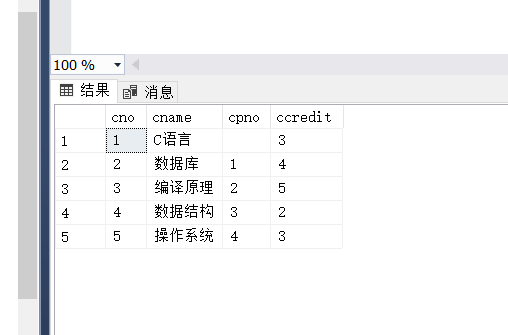 100 %
结果 消息
cno cname cpno ccredit
1 1 C语言 3
2 2 数据库 1 4
3 3 编译原理 2 5
4 4 数据结构 3 2
5 5 操作系统 4 3